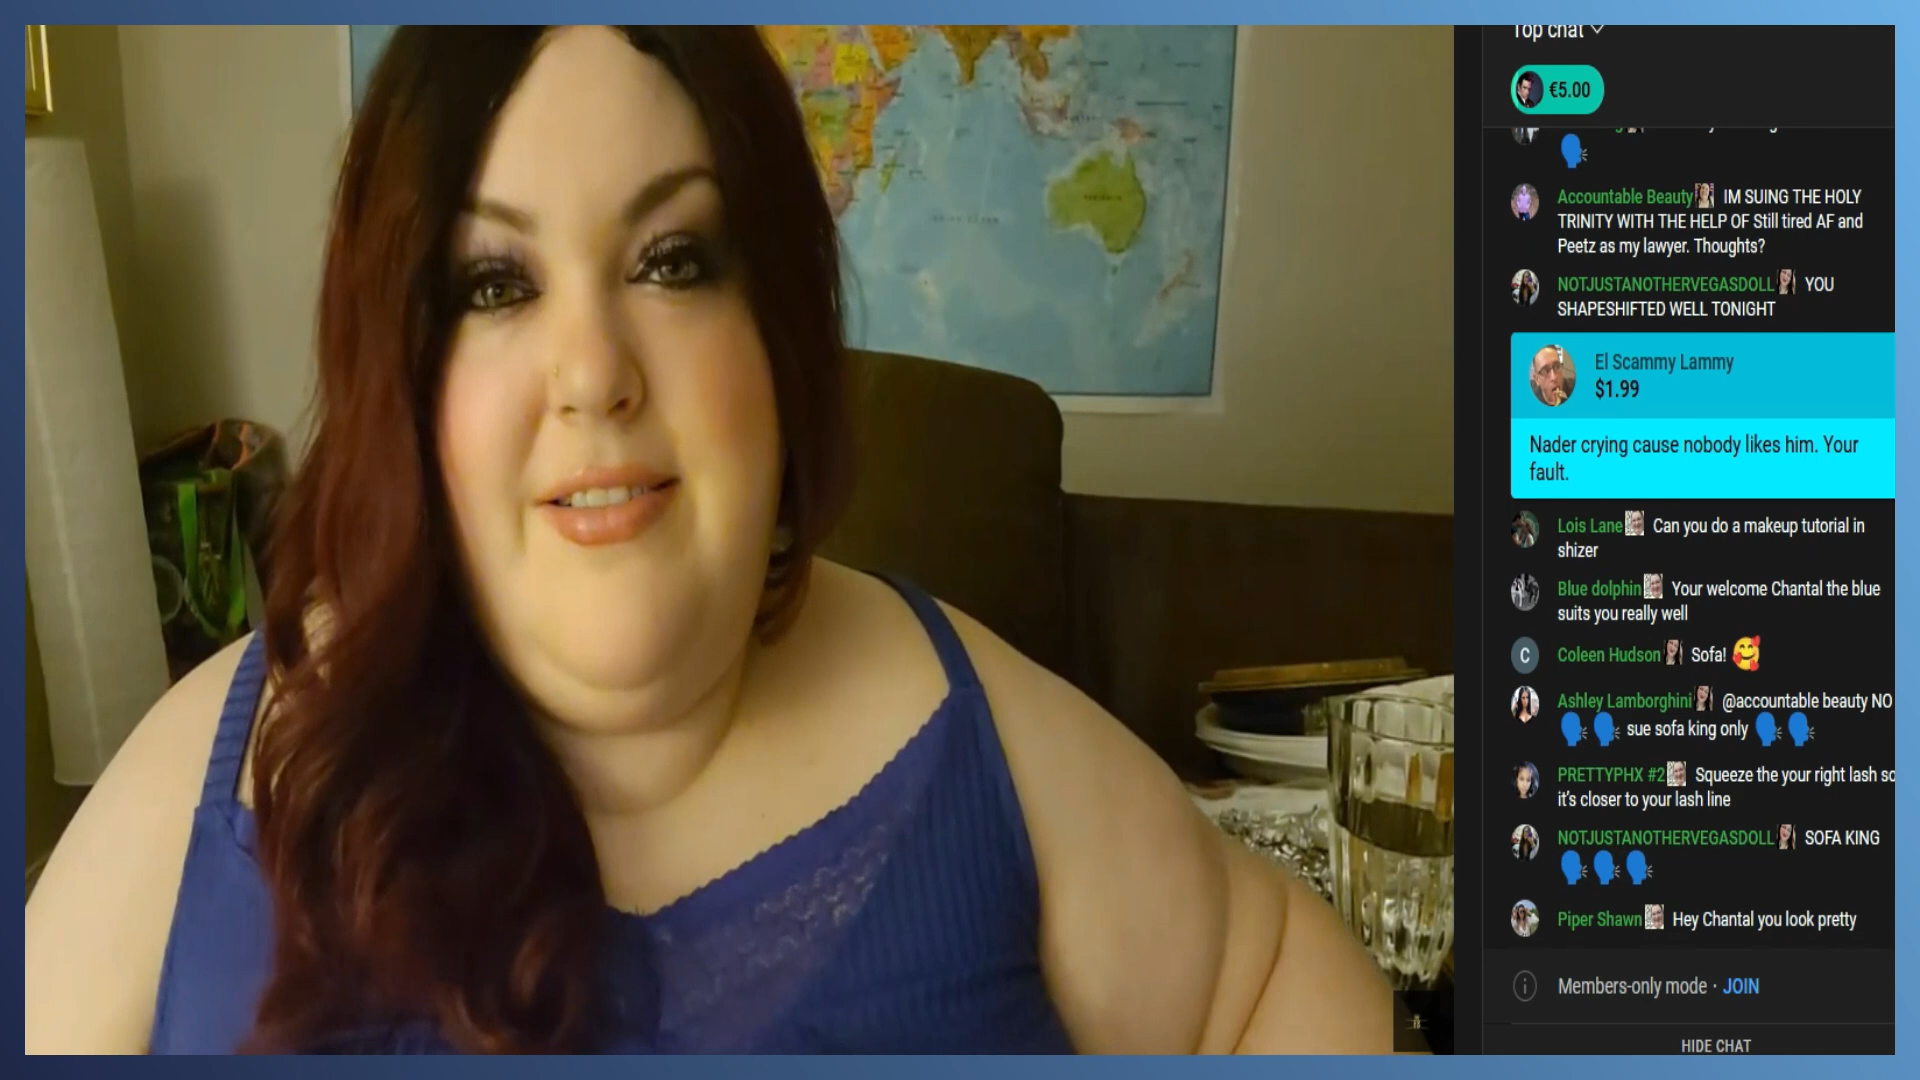 Top chat
€5.00
Accountable Beauty IM SUING THE HOLY
TRINITY WITH THE HELP OF Still tired AF and
Peetz as my lawyer. Thoughts?
NOTJUSTANOTHERVEGASDOLL YOU
SHAPESHIFTED WELL TONIGHT
El Scammy Lammy
$1.99
Nader crying cause nobody likes him. Your
fault.
Lois Lane Can you do a makeup tutorial in
shizer
Blue dolphin Your welcome Chantal the blue
suits you really well
C Coleen Hudson Sofa!
Ashley Lamborghini @accountable beauty NO
sue sofa king only
PRETTYPHX #2 Squeeze the your right lash so
it's closer to your lash line
NOTJUSTANOTHERVEGASDOLL SOFA KING
Piper Shawn Hey Chantal you look pretty
Members-only mode · JOIN
HIDE CHAT